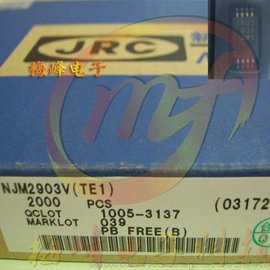 JRC
海峰电子
NJM2903V(TE1)
2000 PCS (03172
QCLOT 1005-3137
MARKLOT 039
PB FREE(B)